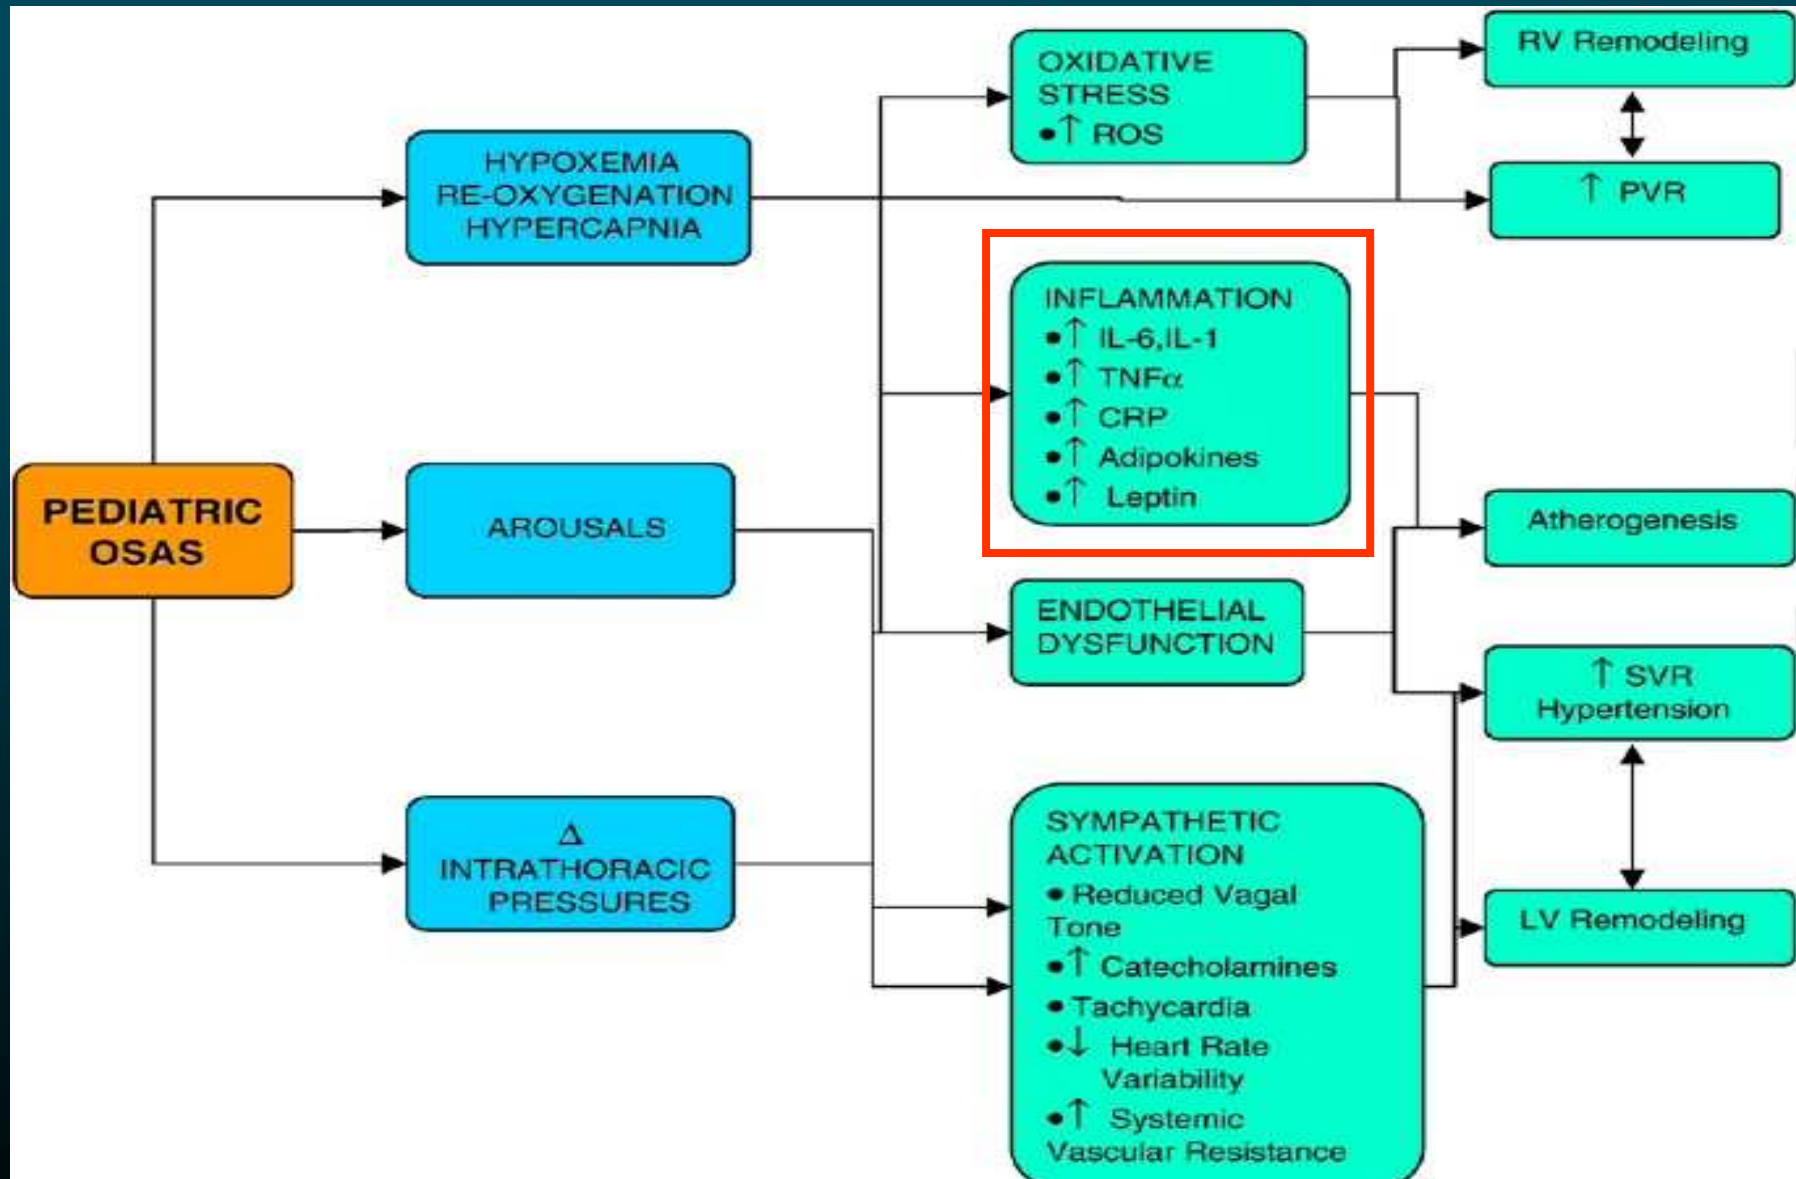 PEDIATRIC
OSAS
HYPOXEMIA
RE-OXYGENATION
HYPERCAPNIA
AROUSALS
Δ
INTRATHORACIC
PRESSURES
OXIDATIVE
STRESS
●↑ ROS
INFLAMMATION
●↑ IL-6,IL-1
●↑ TNFα
●↑ CRP
●↑ Adipokines
●↑ Leptin
ENDOTHELIAL
DYSFUNCTION
SYMPATHETIC
ACTIVATION
● Reduced Vagal
Tone
●↑ Catecholamines
● Tachycardia
●↓ Heart Rate
Variability
●↑ Systemic
Vascular Resistance
RV Remodeling
↑ PVR
Atherogenesis
↑ SVR
Hypertension
LV Remodeling